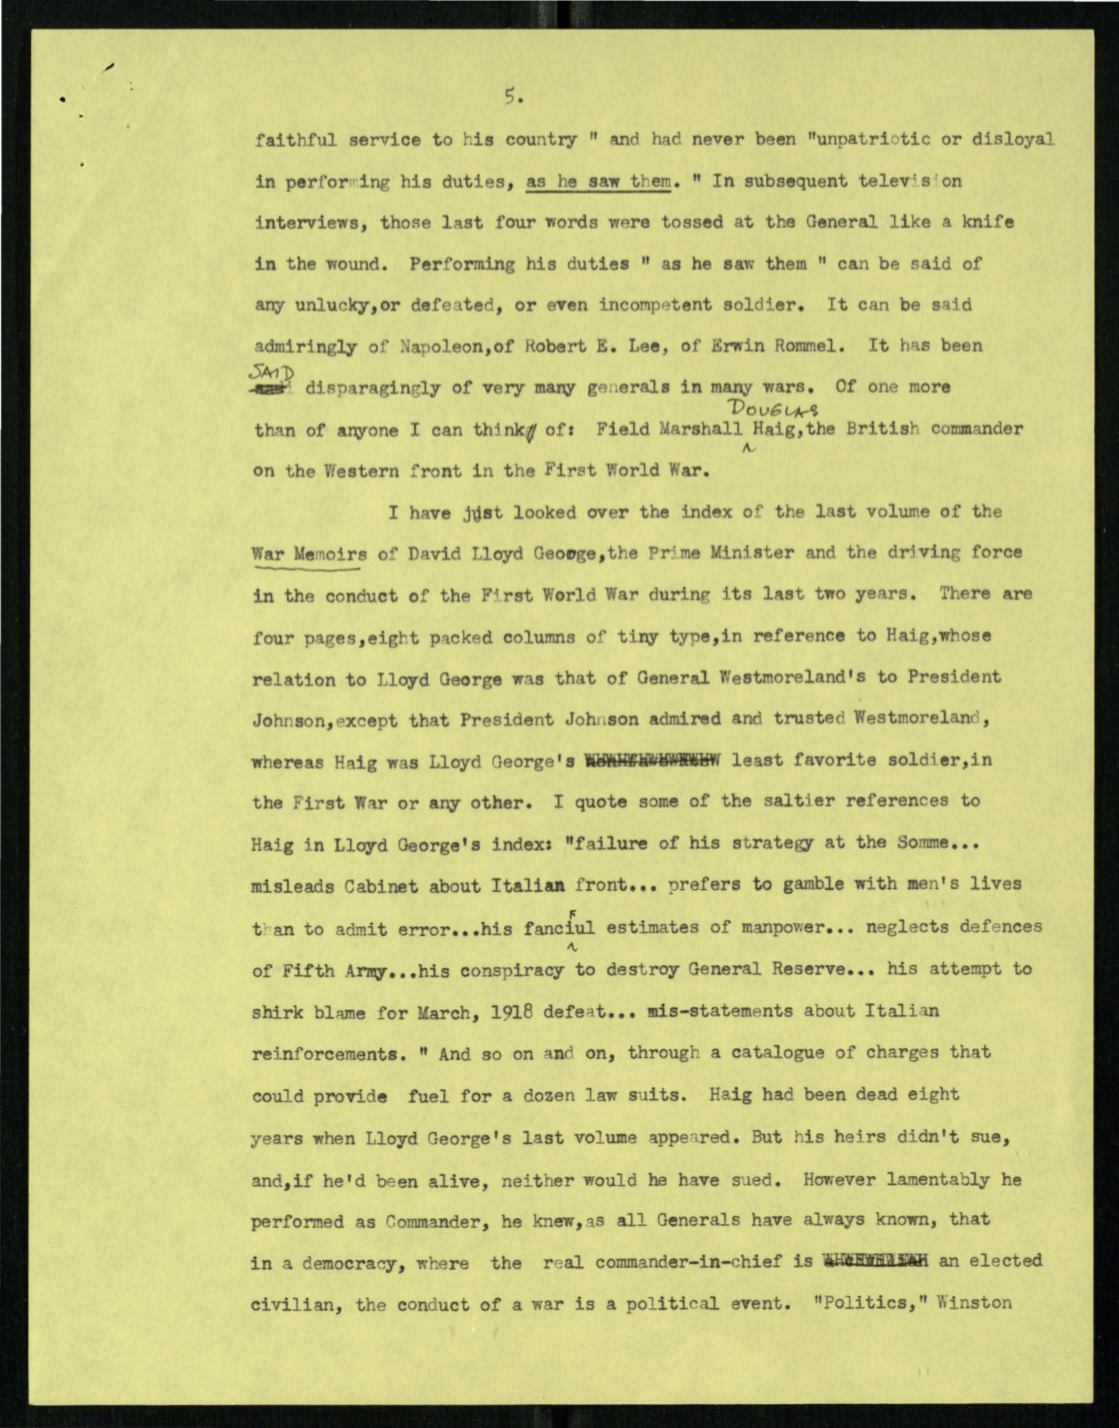 5.
faithful service to his country " and had never been "unpatriotic or disloyal
in performing his duties, as he saw them. " In subsequent television
interviews, those last four words were tossed at the General like a knife
in the wound. Performing his duties " as he saw them " can be said of
any unlucky,or defeated, or even incompetent soldier. It can be said
admiringly of Napoleon,of Robert E. Lee, of Erwin Rommel. It has been
SAID
disparagingly of very many generals in many wars. Of one more
DOUGLAS
than of anyone I can think of: Field Marshall Haig,the British commander
on the Western front in the First World War.
I have just looked over the index of the last volume of the
War Memoirs of David Lloyd George,the Prime Minister and the driving force
in the conduct of the First World War during its last two years. There are
four pages,eight packed columns of tiny type,in reference to Haig,whose
relation to Lloyd George was that of General Westmoreland's to President
Johnson,except that President Johnson admired and trusted Westmoreland,
whereas Haig was Lloyd George's least favorite soldier,in
the First War or any other. I quote some of the saltier references to
Haig in Lloyd George's index: "failure of his strategy at the Somme...
misleads Cabinet about Italian front... prefers to gamble with men's lives
F
than to admit error...his fanciul estimates of manpower... neglects defences
of Fifth Army...his conspiracy to destroy General Reserve... his attempt to
shirk blame for March, 1918 defeat... mis-statements about Italian
reinforcements. " And so on and on, through a catalogue of charges that
could provide fuel for a dozen law suits. Haig had been dead eight
years when Lloyd George's last volume appeared. But his heirs didn't sue,
and,if he'd been alive, neither would he have sued. However lamentably he
performed as Commander, he knew,as all Generals have always known, that
in a democracy, where the real commander-in-chief is an elected
civilian, the conduct of a war is a political event. "Politics," Winston